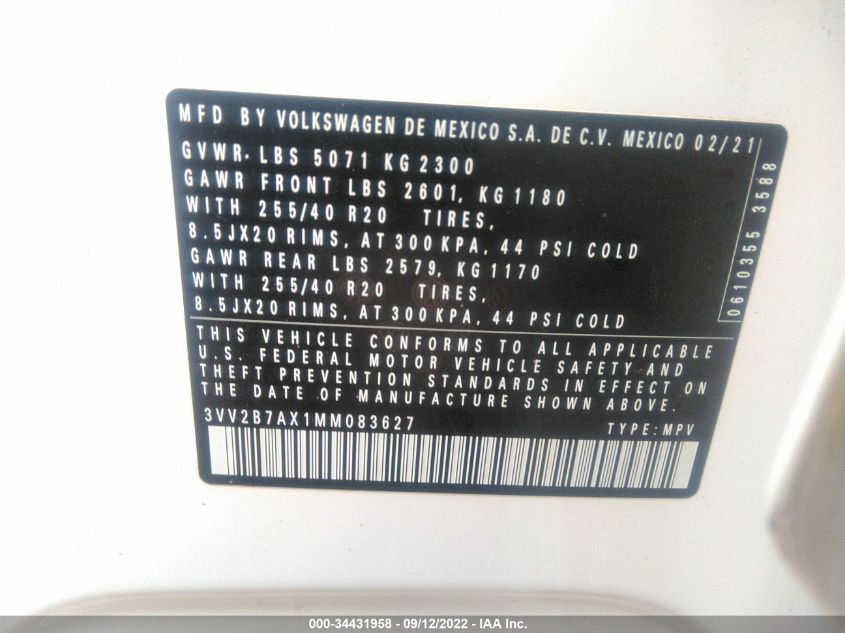 MFD BY VOLKSWAGEN DE MEXICO S.A. DE C.V. MEXICO 02/21
GVWR. LBS 5071 KG 2300
GAWR FRONT LBS 2601, KG 1180
WITH 255/40 R20 TIRES,
8.5JX20 RIMS, AT 300 KPA, 44 PSI COLD
GAWR REAR LBS 2579, KG 1170
WITH 255/40 R20 TIRES,
8.5JX20 RIMS, AT 300 KPA, 44 PSI COLD
0610355 3588
THIS VEHICLE CONFORMS TO ALL APPLICABLE
U.S. FEDERAL MOTOR VEHICLE SAFETY AND
THEFT PREVENTION STANDARDS IN EFFECT ON
THE DATE OF MANUFACTURE SHOWN ABOVE.
3VV2B7AX1MM083627 TYPE:MPV
000-34431958 - 09/12/2022 - IAA Inc.